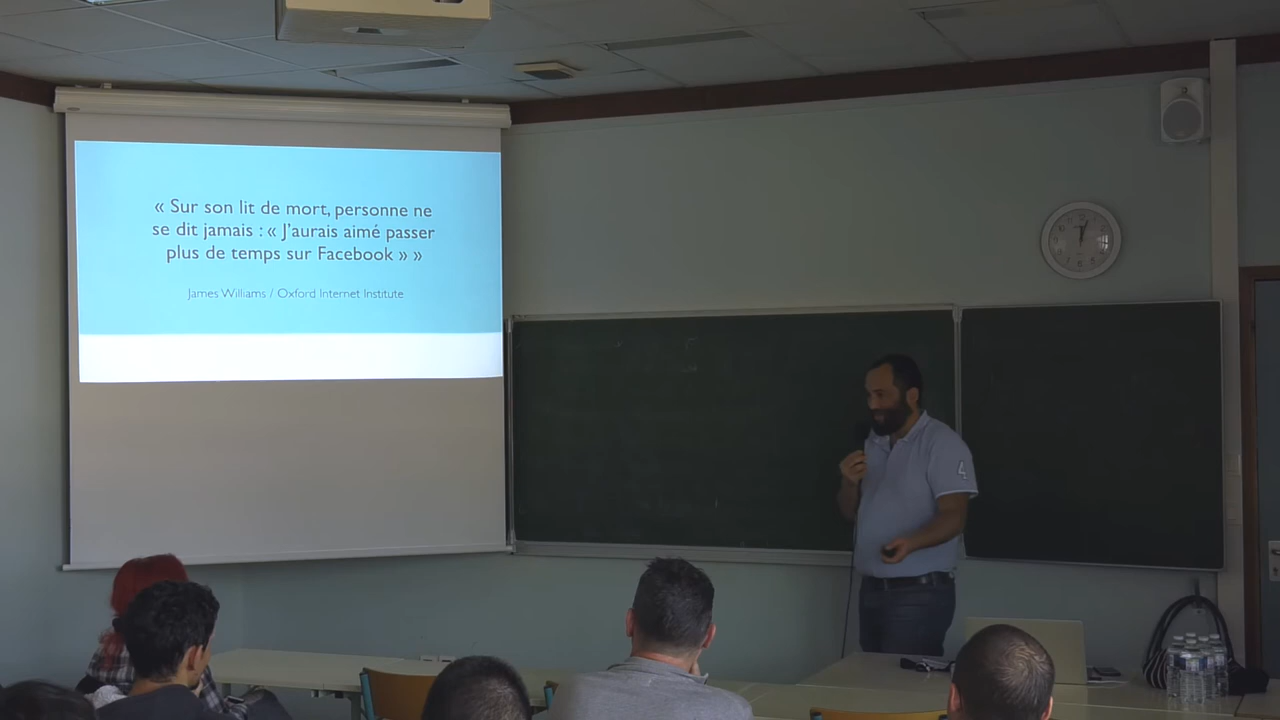 « Sur son lit de mort, personne ne
se dit jamais : « J'aurais aimé passer
plus de temps sur Facebook » »
James Williams / Oxford Internet Institute
4